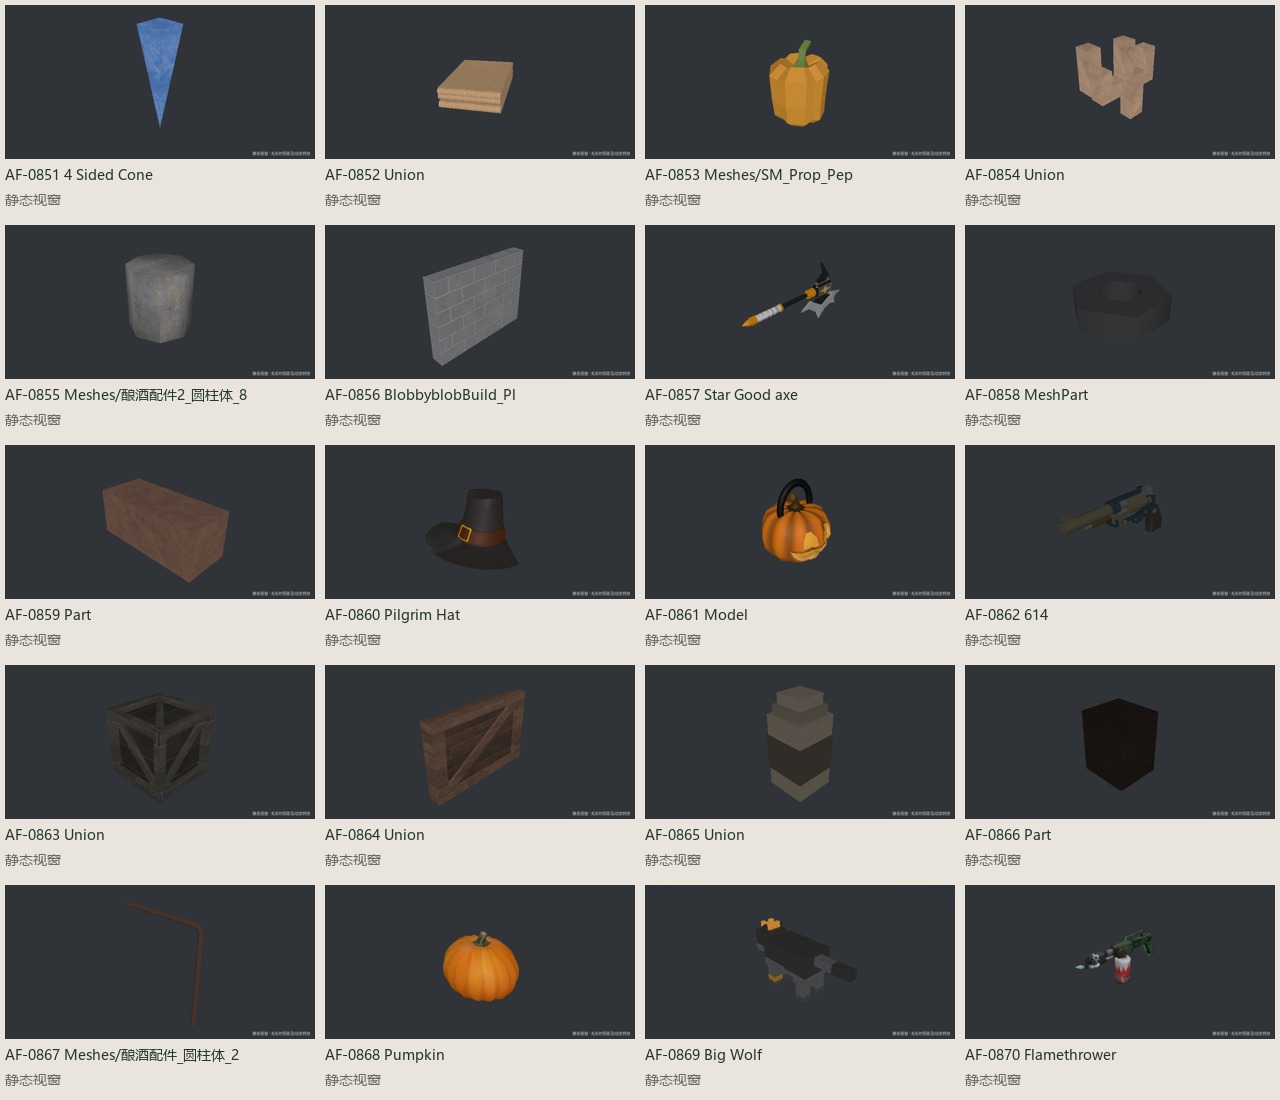 AF-0851 4 Sided Cone
静态视窗
AF-0852 Union
静态视窗
AF-0853 Meshes/SM_Prop_Pep
静态视窗
AF-0854 Union
静态视窗
AF-0855 Meshes/酿酒配件2_圆柱体_8
静态视窗
AF-0856 BlobbyblobBuild_Pl
静态视窗
AF-0857 Star Good axe
静态视窗
AF-0858 MeshPart
静态视窗
AF-0859 Part
静态视窗
AF-0860 Pilgrim Hat
静态视窗
AF-0861 Model
静态视窗
AF-0862 614
静态视窗
AF-0863 Union
静态视窗
AF-0864 Union
静态视窗
AF-0865 Union
静态视窗
AF-0866 Part
静态视窗
AF-0867 Meshes/酿酒配件_圆柱体_2
静态视窗
AF-0868 Pumpkin
静态视窗
AF-0869 Big Wolf
静态视窗
AF-0870 Flamethrower
静态视窗